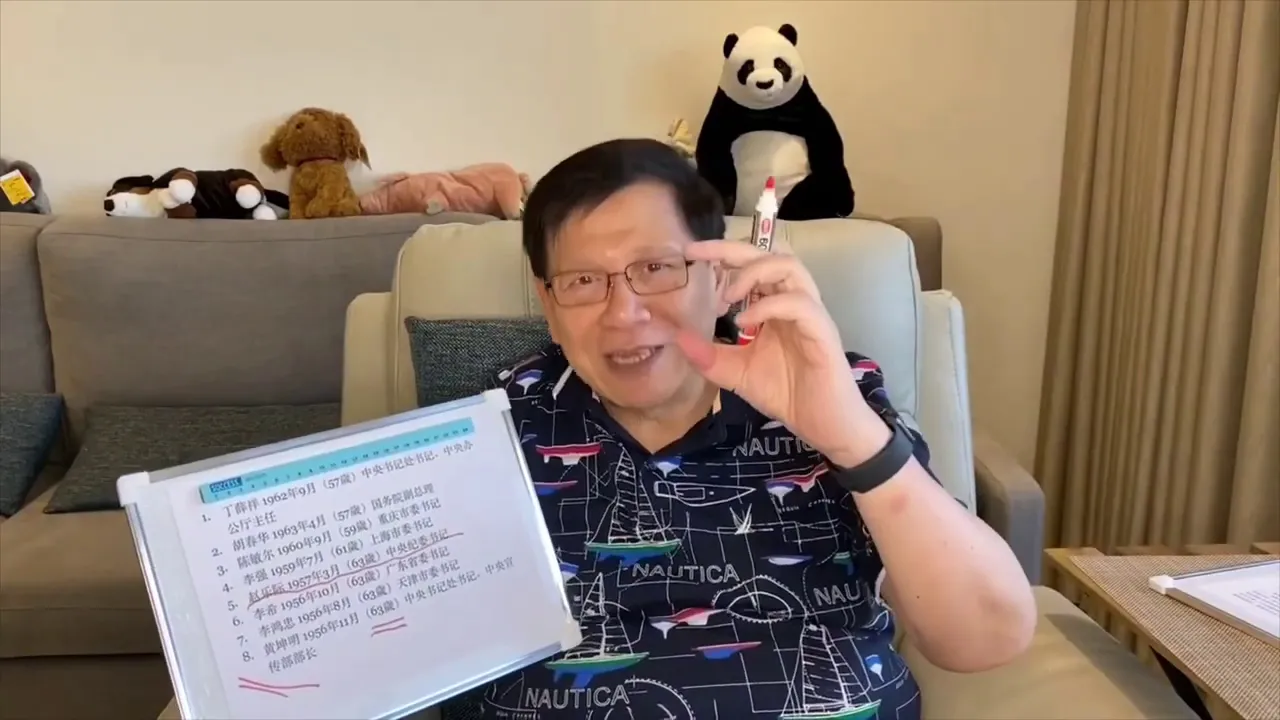 SUCCESS
1. 丁薛祥 1962年9月（57歲）中央书记处书记，中央办
公厅主任
2. 胡春华 1963年4月（57歲）国务院副总理
3. 陈敏尔 1960年9月（59歲）重庆市委书记
4. 李强 1959年7月（61歲）上海市委书记
5. 赵乐际 1957年3月（63歲）中央纪委书记
6. 李希 1956年10月（63歲）广东省委书记
7. 李鸿忠 1956年8月（63歲）天津市委书记
8. 黄坤明 1956年11月（63歲）中央书记处书记，中央宣
传部部长
NAUTICA
NAUTICA
NAUTICA